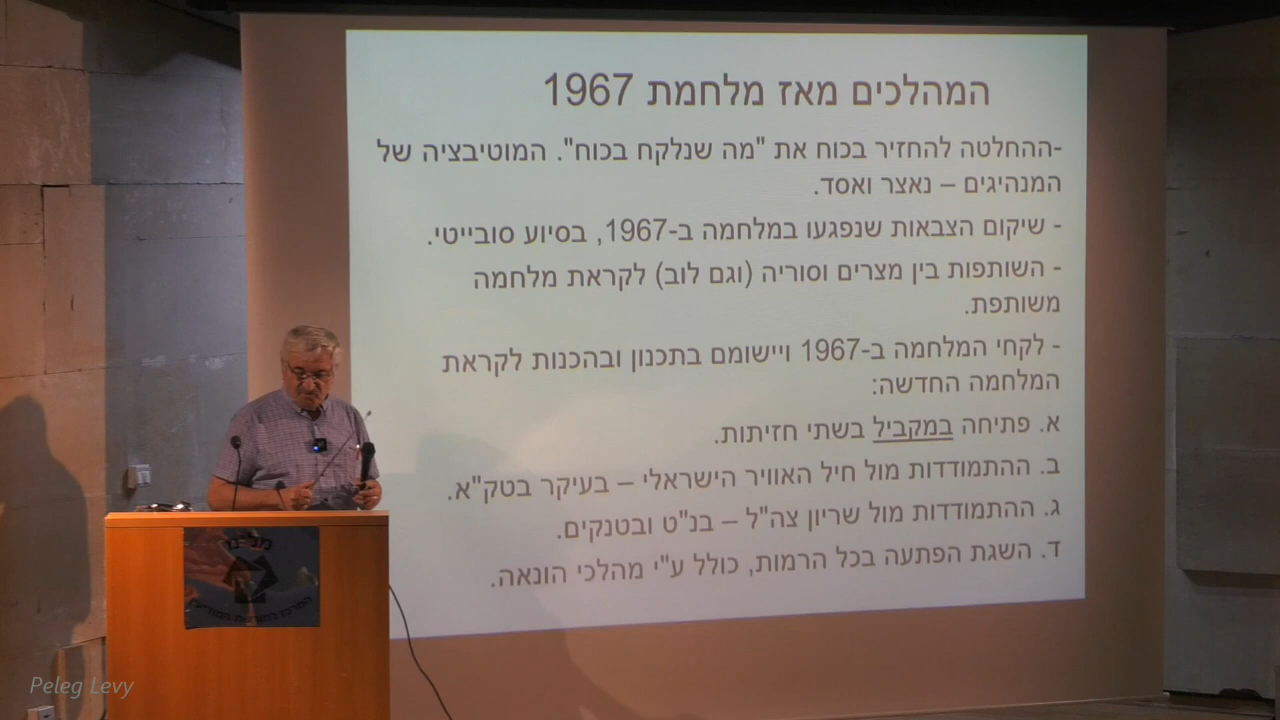 המהלכים מאז מלחמת 1967
-ההחלטה להחזיר בכוח את "מה שנלקח בכוח". המוטיבציה של
המנהיגים – נאצר ואסד.
- שיקום הצבאות שנפגעו במלחמה ב-1967, בסיוע סובייטי.
- השותפות בין מצרים וסוריה (וגם לוב) לקראת מלחמה
משותפת.
- לקחי המלחמה ב-1967 ויישומם בתכנון ובהכנות לקראת
המלחמה החדשה:
א. פתיחה במקביל בשתי חזיתות.
ב. ההתמודדות מול חיל האוויר הישראלי – בעיקר בטק"א.
ג. ההתמודדות מול שריון צה"ל – בנ"ט ובטנקים.
ד. השגת הפתעה בכל הרמות, כולל ע"י מהלכי הונאה.
המרכז למורשת המודיעין
Peleg Levy